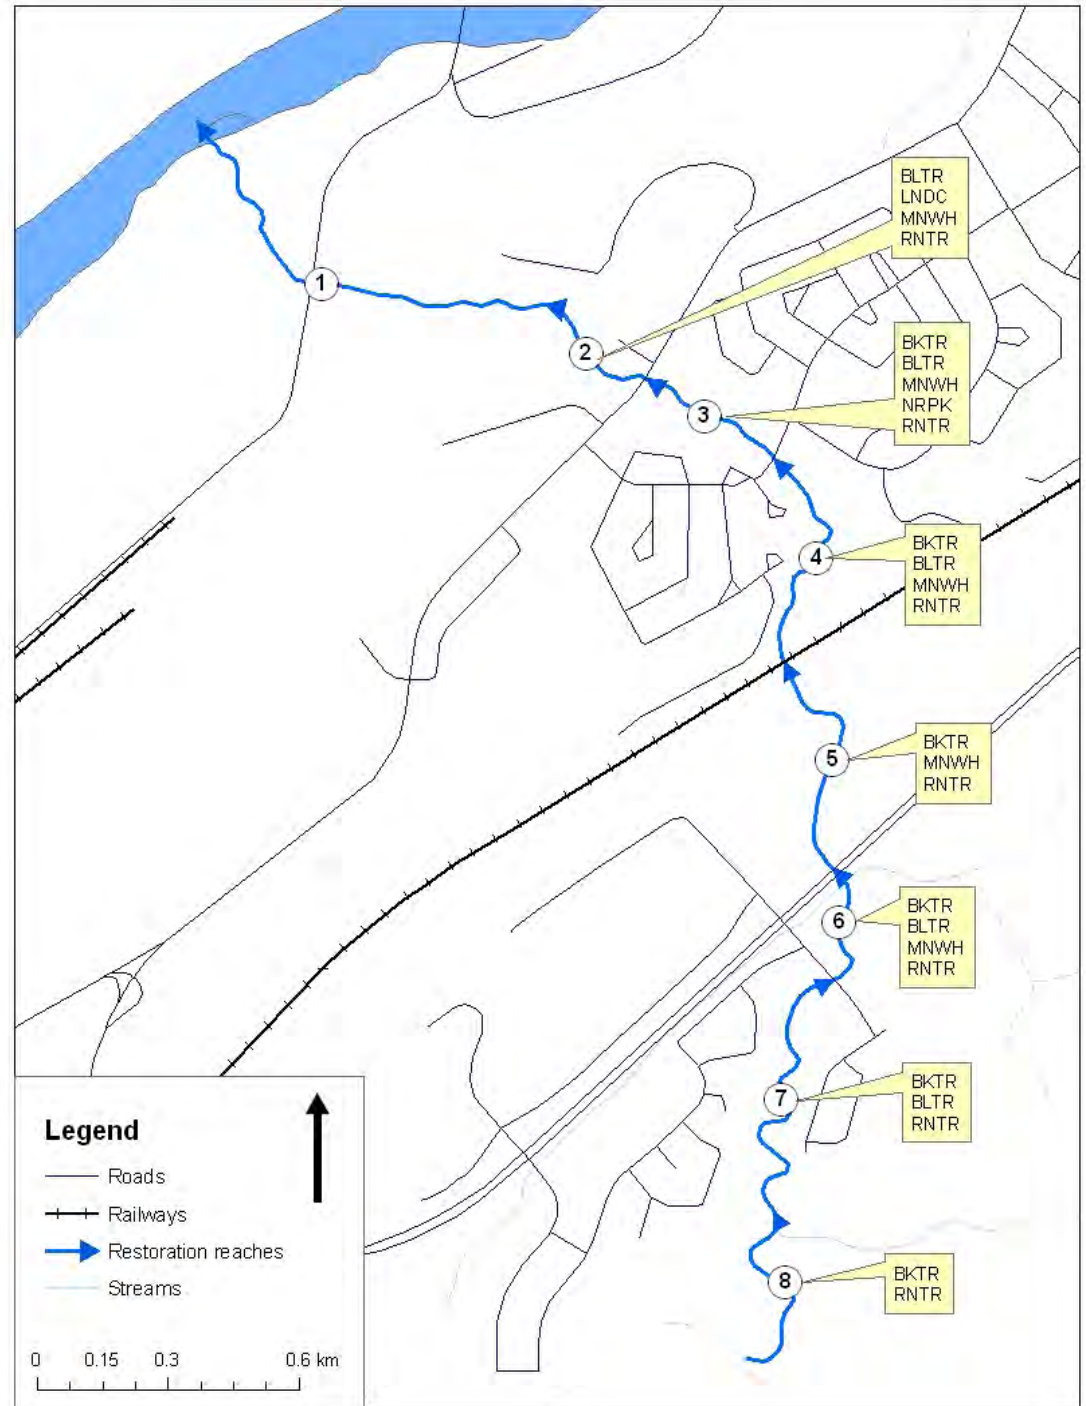 BLTR
LNDC
MNWH
RNTR
1
2
BKTR
BLTR
MNWH
NRPK
RNTR
3
BKTR
BLTR
MNWH
RNTR
4
BKTR
MNWH
RNTR
5
BKTR
BLTR
MNWH
RNTR
6
BKTR
BLTR
RNTR
7
BKTR
RNTR
8
Legend
Roads
Railways
Restoration reaches
Streams
0 0.15 0.3 0.6 km